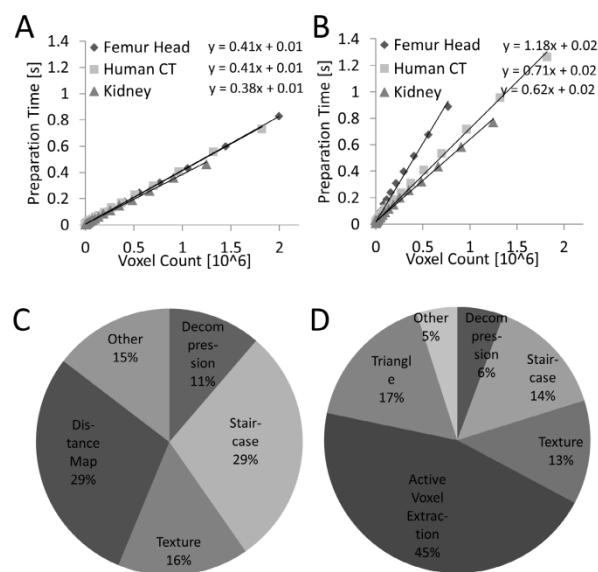 A
Femur Head y = 0.41x + 0.01
Human CT y = 0.41x + 0.01
Kidney y = 0.38x + 0.01
Preparation Time [s]
1.4
1.2
1
0.8
0.6
0.4
0.2
0
0 0.5 1 1.5 2
Voxel Count [10^6]
B
Femur Head y = 1.18x + 0.02
Human CT y = 0.71x + 0.02
Kidney y = 0.62x + 0.02
Preparation Time [s]
1.4
1.2
1
0.8
0.6
0.4
0.2
0
0 0.5 1 1.5 2
Voxel Count [10^6]
C
Other
15%
Decom
pres-
sion
11%
Stair-
case
29%
Texture
16%
Dis-
tance
Map
29%
D
Other
5%
Decom
pres-
sion
6%
Stair-
case
14%
Texture
13%
Active
Voxel
Extrac-
tion
45%
Triangl
e
17%